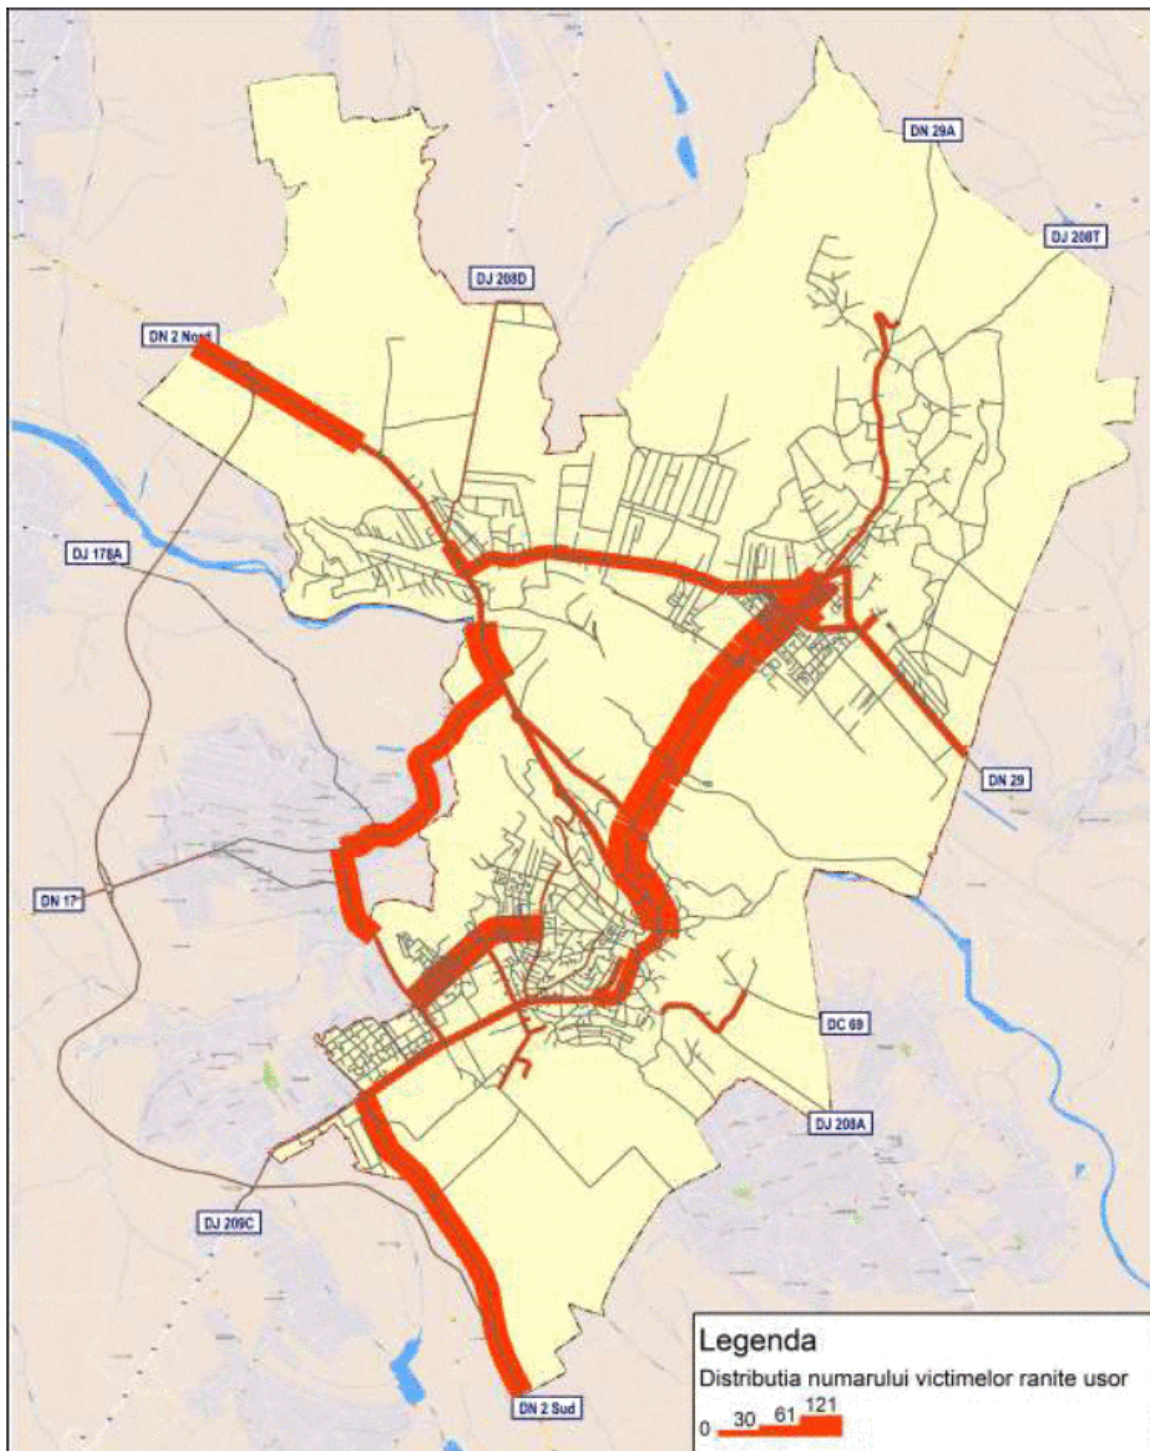 DN 29A
DJ 208T
DJ 208D
DN 2 Nord
DJ 178A
DN 29
DN 17
DC 69
DJ 208A
DJ 209C
Legenda
Distributia numarului victimelor ranite usor
0 30 61 121
DN 2 Sud